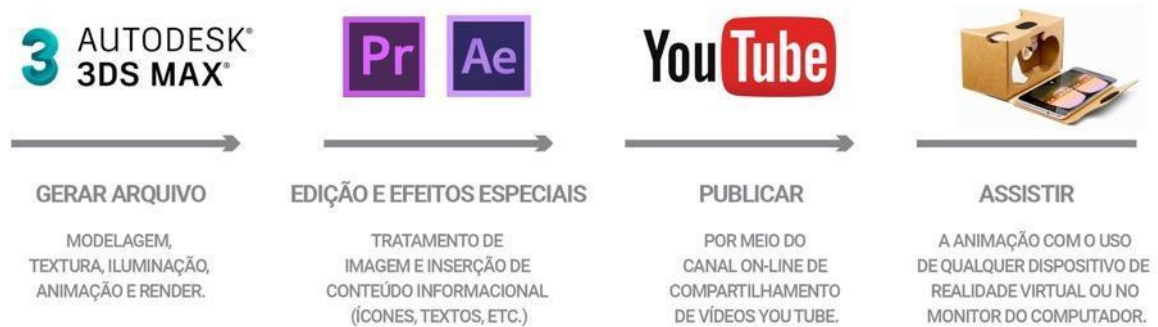 3 AUTODESK®
3DS MAX®
Pr
Ae
YouTube
GERAR ARQUIVO
MODELAGEM,
TEXTURA, ILUMINAÇÃO,
ANIMAÇÃO E RENDER.
EDIÇÃO E EFEITOS ESPECIAIS
TRATAMENTO DE
IMAGEM E INSERÇÃO DE
CONTEÚDO INFORMACIONAL
(ÍCONES, TEXTOS, ETC.)
PUBLICAR
POR MEIO DO
CANAL ON-LINE DE
COMPARTILHAMENTO
DE VÍDEOS YOU TUBE.
ASSISTIR
A ANIMAÇÃO COM O USO
DE QUALQUER DISPOSITIVO DE
REALIDADE VIRTUAL OU NO
MONITOR DO COMPUTADOR.